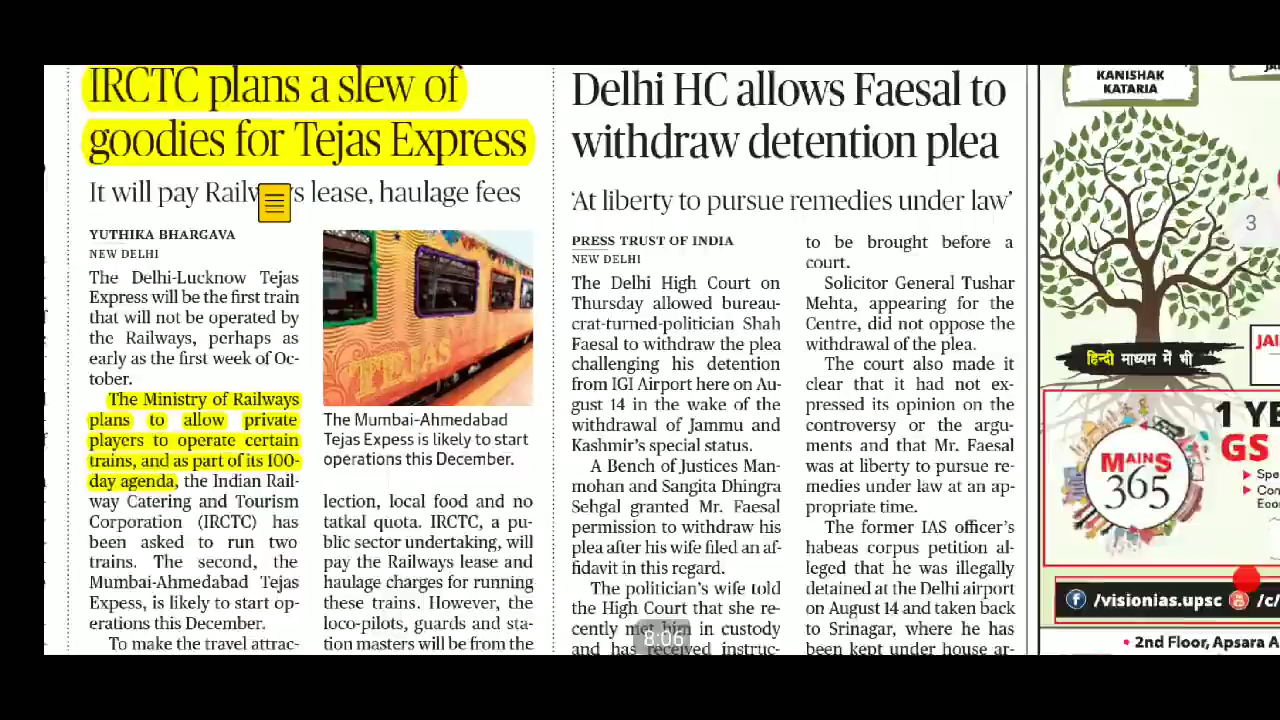 IRCTC plans a slew of
goodies for Tejas Express
It will pay Railw s lease, haulage fees
YUTHIKA BHARGAVA
NEW DELHI
The Delhi-Lucknow Tejas
Express will be the first train
that will not be operated by
the Railways, perhaps as
early as the first week of Oc-
tober.
The Ministry of Railways
plans to allow private
players to operate certain
trains, and as part of its 100-
day agenda, the Indian Rail-
way Catering and Tourism
Corporation (IRCTC) has
been asked to run two
trains. The second, the
Mumbai-Ahmedabad Tejas
Express, is likely to start op-
erations this December.
To make the travel attrac-
TEJAS
The Mumbai-Ahmedabad
Tejas Expess is likely to start
operations this December.
lection, local food and no
tatkal quota. IRCTC, a pu-
blic sector undertaking, will
pay the Railways lease and
haulage charges for running
these trains. However, the
loco-pilots, guards and sta-
tion masters will be from the
Delhi HC allows Faesal to
withdraw detention plea
‘At liberty to pursue remedies under law’
PRESS TRUST OF INDIA
NEW DELHI
The Delhi High Court on
Thursday allowed bureau-
crat-turned-politician Shah
Faesal to withdraw the plea
challenging his detention
from IGI Airport here on Au-
gust 14 in the wake of the
withdrawal of Jammu and
Kashmir’s special status.
A Bench of Justices Man-
mohan and Sangita Dhingra
Sehgal granted Mr. Faesal
permission to withdraw his
plea after his wife filed an af-
fidavit in this regard.
The politician’s wife told
the High Court that she re-
cently met him in custody
and has received instruc-
8:06
to be brought before a
court.
Solicitor General Tushar
Mehta, appearing for the
Centre, did not oppose the
withdrawal of the plea.
The court also made it
clear that it had not ex-
pressed its opinion on the
controversy or the argu-
ments and that Mr. Faesal
was at liberty to pursue re-
medies under law at an ap-
propriate time.
The former IAS officer’s
habeas corpus petition al-
leged that he was illegally
detained at the Delhi airport
on August 14 and taken back
to Srinagar, where he has
been kept under house ar-
KANISHAK
KATARIA
3
हिन्दी माध्यम में भी
JAI
1 YE
GS
MAINS
365
Spe
Con
Eco
/visionias.upsc
/c/
• 2nd Floor, Apsara A